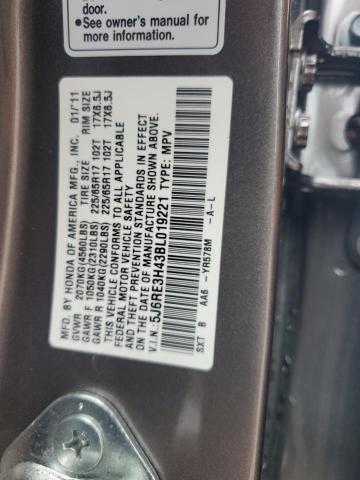 door.
•See owner's manual for
more information.
MFD. BY HONDA OF AMERICA MFG., INC. 01/11
GVWR 2070KG(4560LBS) TIRE SIZE RIM SIZE
GAWR F 1050KG(2310LBS) 225/65R17 102T 17X6.5J
GAWR R 1040KG(2290LBS) 225/65R17 102T 17X6.5J
THIS VEHICLE CONFORMS TO ALL APPLICABLE
FEDERAL MOTOR VEHICLE SAFETY
AND THEFT PREVENTION STANDARDS IN EFFECT
ON THE DATE OF MANUFACTURE SHOWN ABOVE.
V.I.N.:5J6RE3H43BL019221 TYPE: MPV
SXT B AA6 -YR578M -A-L